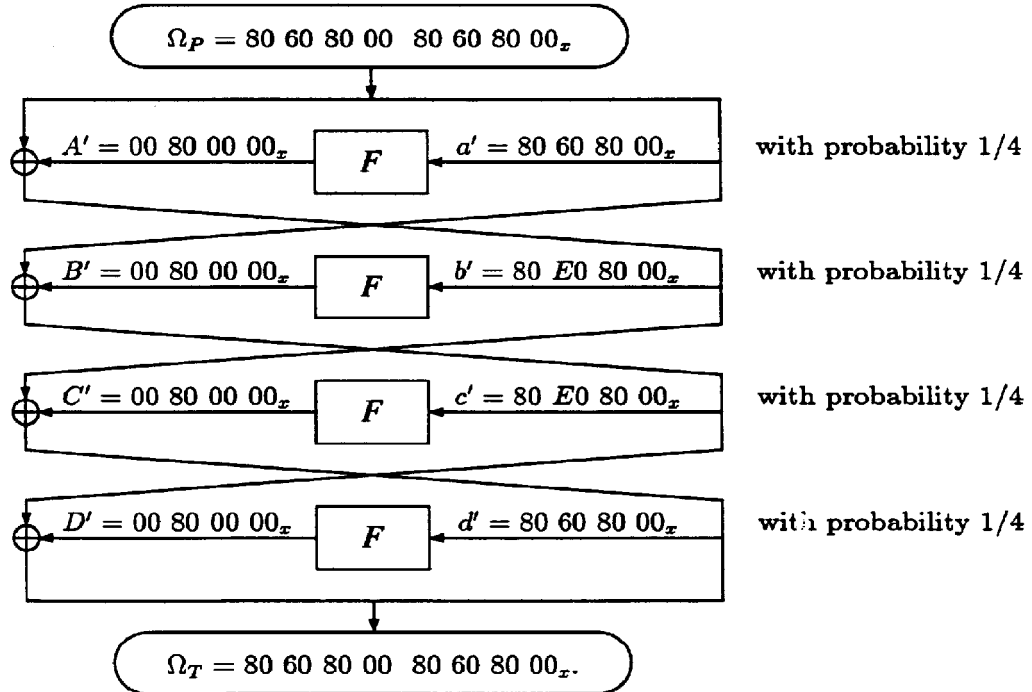 Ω_P = 80 60 80 00  80 60 80 00_x
A' = 00 80 00 00_x F a' = 80 60 80 00_x with probability 1/4
B' = 00 80 00 00_x F b' = 80 E0 80 00_x with probability 1/4
C' = 00 80 00 00_x F c' = 80 E0 80 00_x with probability 1/4
D' = 00 80 00 00_x F d' = 80 60 80 00_x with probability 1/4
Ω_T = 80 60 80 00  80 60 80 00_x.